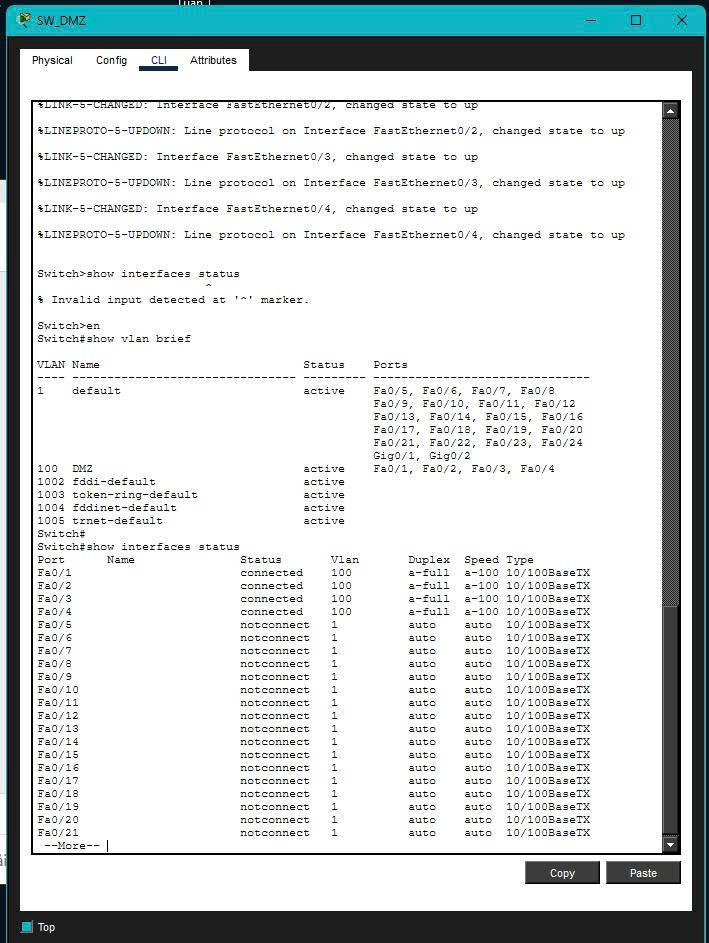 SW_DMZ
Physical Config CLI Attributes
%LINK-5-CHANGED: Interface FastEthernet0/2, changed state to up
%LINEPROTO-5-UPDOWN: Line protocol on Interface FastEthernet0/2, changed state to up
%LINK-5-CHANGED: Interface FastEthernet0/3, changed state to up
%LINEPROTO-5-UPDOWN: Line protocol on Interface FastEthernet0/3, changed state to up
%LINK-5-CHANGED: Interface FastEthernet0/4, changed state to up
%LINEPROTO-5-UPDOWN: Line protocol on Interface FastEthernet0/4, changed state to up
Switch>show interfaces status
^
% Invalid input detected at '^' marker.
Switch>en
Switch#show vlan brief
VLAN Name Status Ports
---- -------------------------------- --------- -------------------------------
1 default active Fa0/5, Fa0/6, Fa0/7, Fa0/8
Fa0/9, Fa0/10, Fa0/11, Fa0/12
Fa0/13, Fa0/14, Fa0/15, Fa0/16
Fa0/17, Fa0/18, Fa0/19, Fa0/20
Fa0/21, Fa0/22, Fa0/23, Fa0/24
Gig0/1, Gig0/2
100 DMZ active Fa0/1, Fa0/2, Fa0/3, Fa0/4
1002 fddi-default active
1003 token-ring-default active
1004 fddinet-default active
1005 trnet-default active
Switch#
Switch#show interfaces status
Port Name Status Vlan Duplex Speed Type
Fa0/1 connected 100 a-full a-100 10/100BaseTX
Fa0/2 connected 100 a-full a-100 10/100BaseTX
Fa0/3 connected 100 a-full a-100 10/100BaseTX
Fa0/4 connected 100 a-full a-100 10/100BaseTX
Fa0/5 notconnect 1 auto auto 10/100BaseTX
Fa0/6 notconnect 1 auto auto 10/100BaseTX
Fa0/7 notconnect 1 auto auto 10/100BaseTX
Fa0/8 notconnect 1 auto auto 10/100BaseTX
Fa0/9 notconnect 1 auto auto 10/100BaseTX
Fa0/10 notconnect 1 auto auto 10/100BaseTX
Fa0/11 notconnect 1 auto auto 10/100BaseTX
Fa0/12 notconnect 1 auto auto 10/100BaseTX
Fa0/13 notconnect 1 auto auto 10/100BaseTX
Fa0/14 notconnect 1 auto auto 10/100BaseTX
Fa0/15 notconnect 1 auto auto 10/100BaseTX
Fa0/16 notconnect 1 auto auto 10/100BaseTX
Fa0/17 notconnect 1 auto auto 10/100BaseTX
Fa0/18 notconnect 1 auto auto 10/100BaseTX
Fa0/19 notconnect 1 auto auto 10/100BaseTX
Fa0/20 notconnect 1 auto auto 10/100BaseTX
Fa0/21 notconnect 1 auto auto 10/100BaseTX
--More--
Copy Paste
Top